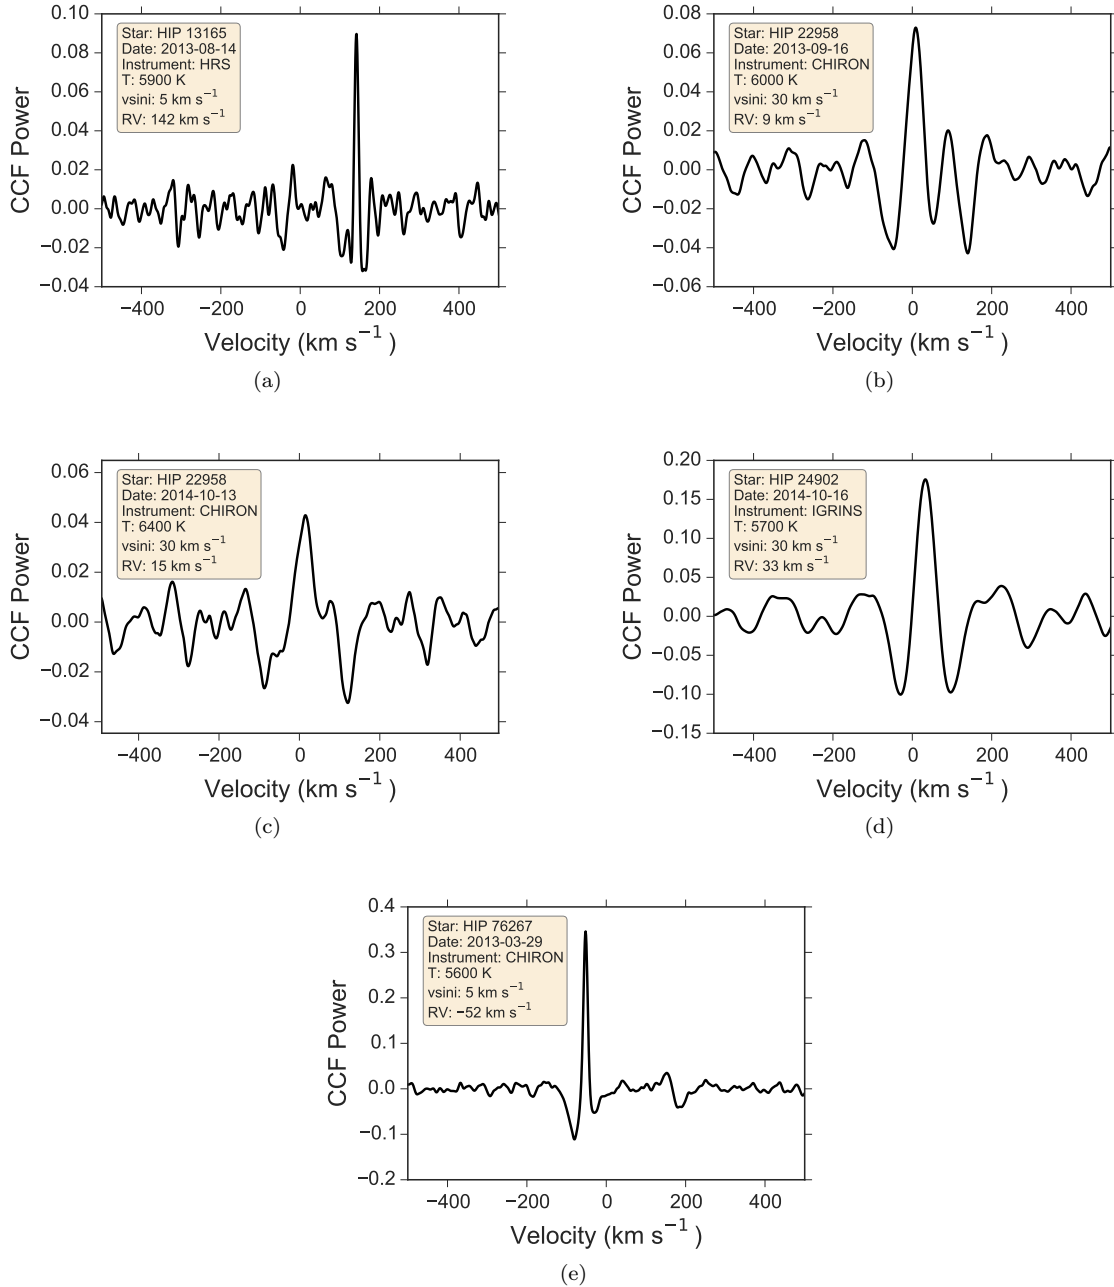 0.10
0.08
0.06
0.04
0.02
0.00
−0.02
−0.04
CCF Power
Star: HIP 13165
Date: 2013-08-14
Instrument: HRS
T: 5900 K
vsini: 5 km s⁻¹
RV: 142 km s⁻¹
−400 −200 0 200 400
Velocity (km s⁻¹ )
(a)
0.08
0.06
0.04
0.02
0.00
−0.02
−0.04
−0.06
CCF Power
Star: HIP 22958
Date: 2013-09-16
Instrument: CHIRON
T: 6000 K
vsini: 30 km s⁻¹
RV: 9 km s⁻¹
−400 −200 0 200 400
Velocity (km s⁻¹ )
(b)
0.06
0.04
0.02
0.00
−0.02
−0.04
CCF Power
Star: HIP 22958
Date: 2014-10-13
Instrument: CHIRON
T: 6400 K
vsini: 30 km s⁻¹
RV: 15 km s⁻¹
−400 −200 0 200 400
Velocity (km s⁻¹ )
(c)
0.20
0.15
0.10
0.05
0.00
−0.05
−0.10
−0.15
CCF Power
Star: HIP 24902
Date: 2014-10-16
Instrument: IGRINS
T: 5700 K
vsini: 30 km s⁻¹
RV: 33 km s⁻¹
−400 −200 0 200 400
Velocity (km s⁻¹ )
(d)
0.4
0.3
0.2
0.1
0.0
−0.1
−0.2
CCF Power
Star: HIP 76267
Date: 2013-03-29
Instrument: CHIRON
T: 5600 K
vsini: 5 km s⁻¹
RV: −52 km s⁻¹
−400 −200 0 200 400
Velocity (km s⁻¹ )
(e)